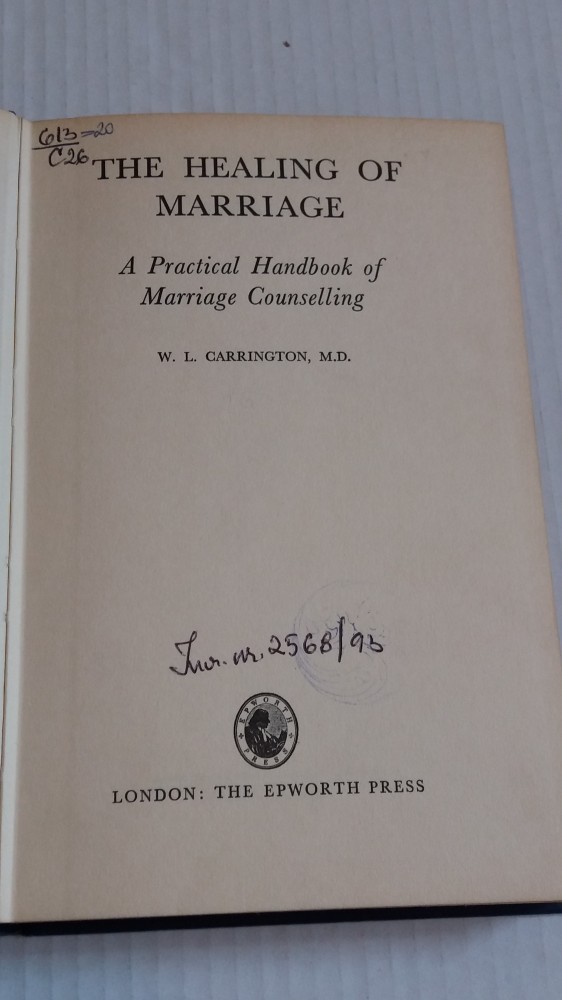 613=20
C26
THE HEALING OF
MARRIAGE
A Practical Handbook of
Marriage Counselling
W. L. CARRINGTON, M.D.
Inv. nr. 2568/93
EPWORTH
PRESS
LONDON: THE EPWORTH PRESS